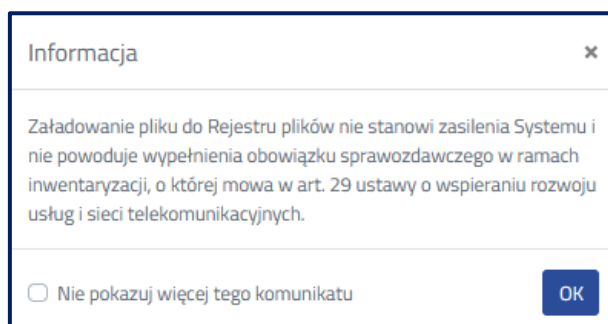 Informacja
Załadowanie pliku do Rejestru plików nie stanowi zasilenia Systemu i
nie powoduje wypełnienia obowiązku sprawozdawczego w ramach
inwentaryzacji, o której mowa w art. 29 ustawy o wspieraniu rozwoju
usług i sieci telekomunikacyjnych.
Nie pokazuj więcej tego komunikatu
OK